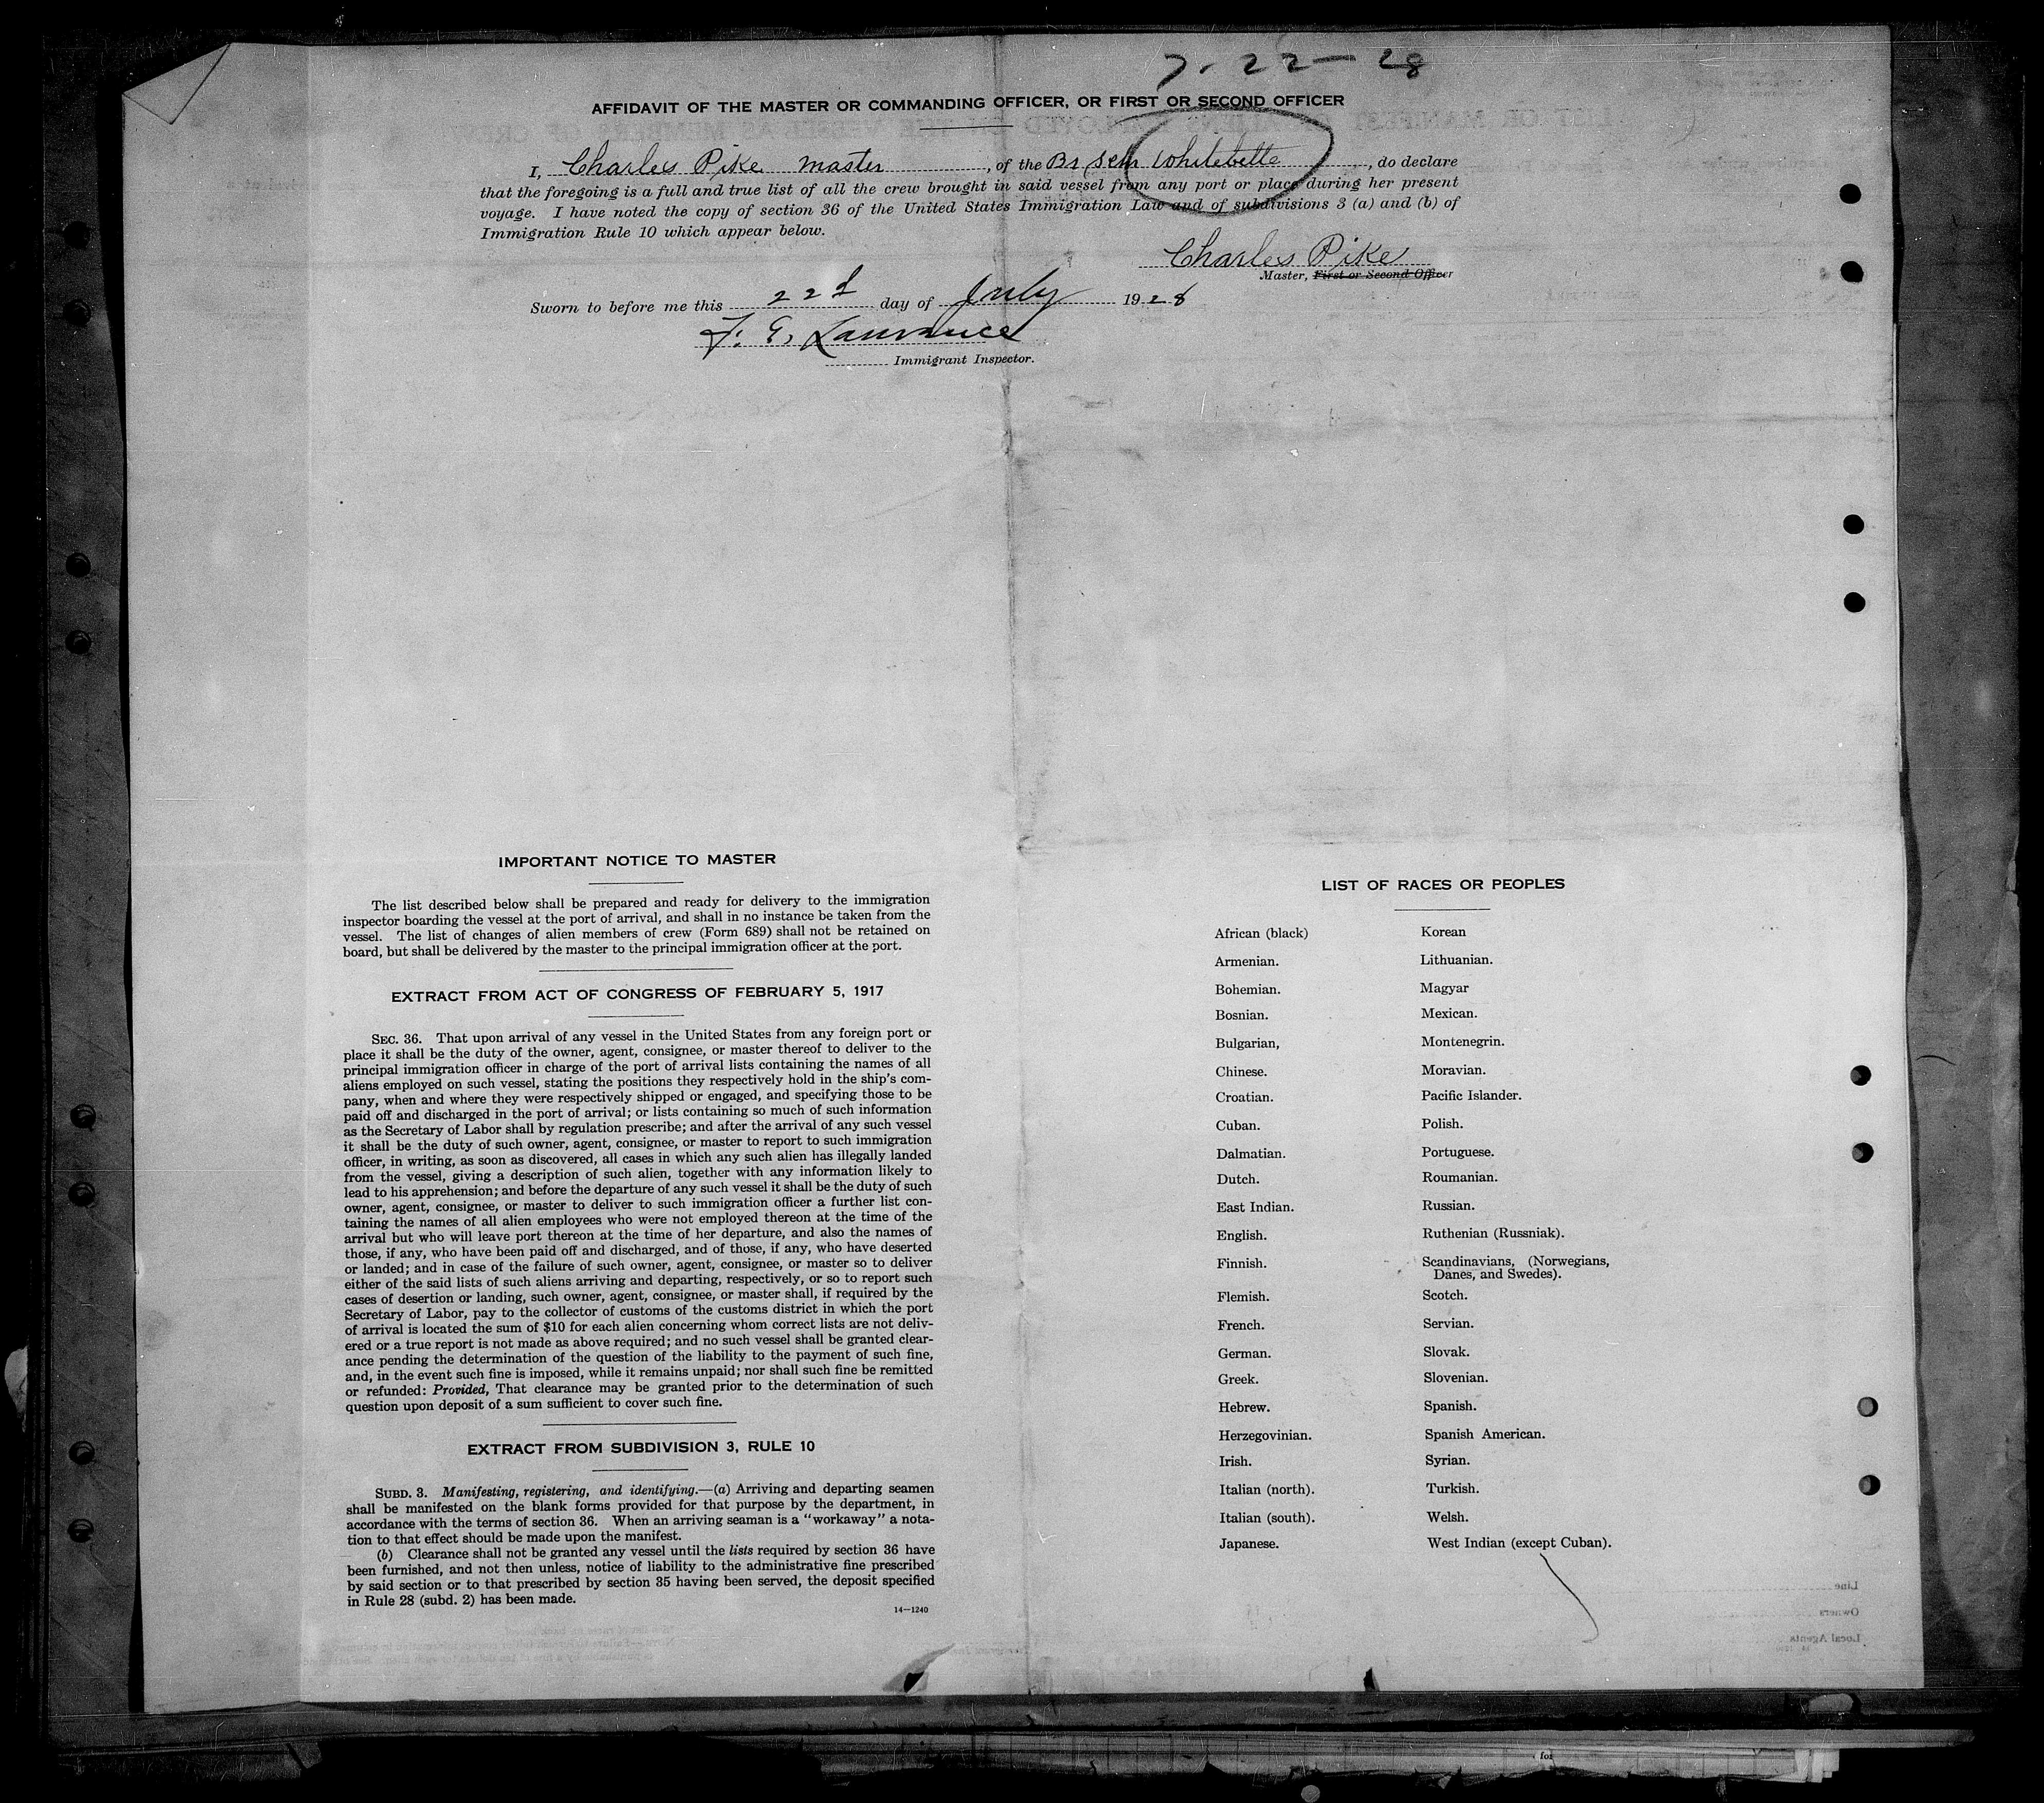 7-22-28
AFFIDAVIT OF THE MASTER OR COMMANDING OFFICER, OR FIRST OR SECOND OFFICER
I, Charles Pike master, of the Br Schr Whitebelle, do declare
that the foregoing is a full and true list of all the crew brought in said vessel from any port or place during her present
voyage. I have noted the copy of section 36 of the United States Immigration Law and of subdivisions 3 (a) and (b) of
Immigration Rule 10 which appear below.
Charles Pike
Master, First or Second Officer
Sworn to before me this 22d day of July 1928
F. E. Lawrance
Immigrant Inspector.
IMPORTANT NOTICE TO MASTER
The list described below shall be prepared and ready for delivery to the immigration
inspector boarding the vessel at the port of arrival, and shall in no instance be taken from the
vessel. The list of changes of alien members of crew (Form 689) shall not be retained on
board, but shall be delivered by the master to the principal immigration officer at the port.
EXTRACT FROM ACT OF CONGRESS OF FEBRUARY 5, 1917
SEC. 36. That upon arrival of any vessel in the United States from any foreign port or
place it shall be the duty of the owner, agent, consignee, or master thereof to deliver to the
principal immigration officer in charge of the port of arrival lists containing the names of all
aliens employed on such vessel, stating the positions they respectively hold in the ship's com-
pany, when and where they were respectively shipped or engaged, and specifying those to be
paid off and discharged in the port of arrival; or lists containing so much of such information
as the Secretary of Labor shall by regulation prescribe; and after the arrival of any such vessel
it shall be the duty of such owner, agent, consignee, or master to report to such immigration
officer, in writing, as soon as discovered, all cases in which any such alien has illegally landed
from the vessel, giving a description of such alien, together with any information likely to
lead to his apprehension; and before the departure of any such vessel it shall be the duty of such
owner, agent, consignee, or master to deliver to such immigration officer a further list con-
taining the names of all alien employees who were not employed thereon at the time of the
arrival but who will leave port thereon at the time of her departure, and also the names of
those, if any, who have been paid off and discharged, and of those, if any, who have deserted
or landed; and in case of the failure of such owner, agent, consignee, or master so to deliver
either of the said lists of such aliens arriving and departing, respectively, or so to report such
cases of desertion or landing, such owner, agent, consignee, or master shall, if required by the
Secretary of Labor, pay to the collector of customs of the customs district in which the port
of arrival is located the sum of $10 for each alien concerning whom correct lists are not deliv-
ered or a true report is not made as above required; and no such vessel shall be granted clear-
ance pending the determination of the question of the liability to the payment of such fine,
and, in the event such fine is imposed, while it remains unpaid; nor shall such fine be remitted
or refunded: Provided, That clearance may be granted prior to the determination of such
question upon deposit of a sum sufficient to cover such fine.
EXTRACT FROM SUBDIVISION 3, RULE 10
SUBD. 3. Manifesting, registering, and identifying.—(a) Arriving and departing seamen
shall be manifested on the blank forms provided for that purpose by the department, in
accordance with the terms of section 36. When an arriving seaman is a "workaway" a nota-
tion to that effect should be made upon the manifest.
(b) Clearance shall not be granted any vessel until the lists required by section 36 have
been furnished, and not then unless, notice of liability to the administrative fine prescribed
by said section or to that prescribed by section 35 having been served, the deposit specified
in Rule 28 (subd. 2) has been made.
14—1240
LIST OF RACES OR PEOPLES
African (black)
Armenian.
Bohemian.
Bosnian.
Bulgarian,
Chinese.
Croatian.
Cuban.
Dalmatian.
Dutch.
East Indian.
English.
Finnish.
Flemish.
French.
German.
Greek.
Hebrew.
Herzegovinian.
Irish.
Italian (north).
Italian (south).
Japanese.
Korean
Lithuanian.
Magyar
Mexican.
Montenegrin.
Moravian.
Pacific Islander.
Polish.
Portuguese.
Roumanian.
Russian.
Ruthenian (Russniak).
Scandinavians, (Norwegians,
Danes, and Swedes).
Scotch.
Servian.
Slovak.
Slovenian.
Spanish.
Spanish American.
Syrian.
Turkish.
Welsh.
West Indian (except Cuban).
Line
Owners
Local Agents
for